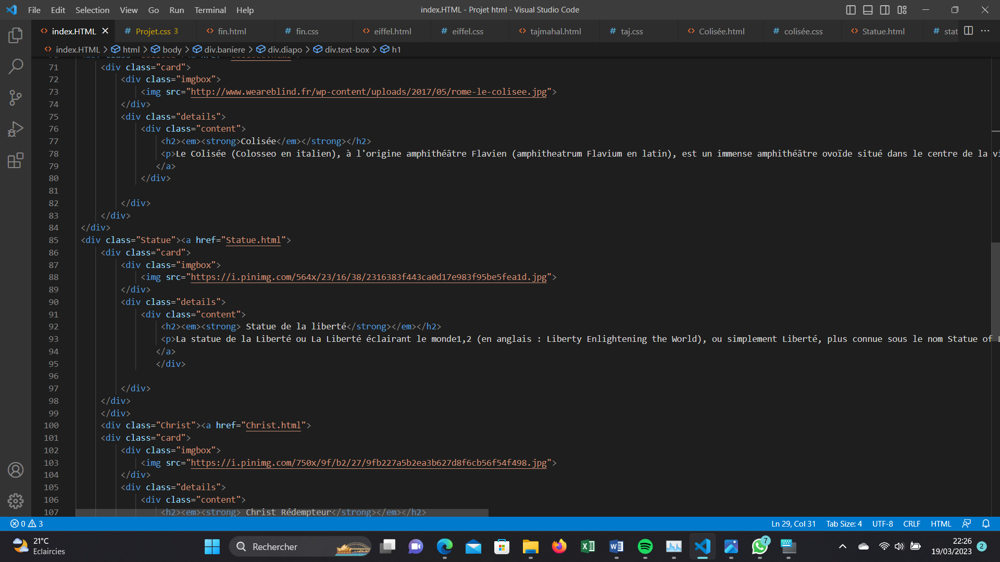 File Edit Selection View Go Run Terminal Help index.HTML - Projet html - Visual Studio Code
index.HTML Projet.css 3 fin.html fin.css eiffel.html eiffel.css tajmahal.html taj.css Colisée.html colisée.css Statue.html stat
index.HTML > html > body > div.baniere > div.diapo > div.text-box > h1
71 <div class="card">
72 <div class="imgbox">
73 <img src="http://www.weareblind.fr/wp-content/uploads/2017/05/rome-le-colisee.jpg">
74 </div>
75 <div class="details">
76 <div class="content">
77 <h2><em><strong>Colisée</em></strong></h2>
78 <p>Le Colisée (Colosseo en italien), à l'origine amphithéâtre Flavien (amphitheatrum Flavium en latin), est un immense amphithéâtre ovoïde situé dans le centre de la vi
79 </a>
80 </div>
81
82 </div>
83 </div>
84 </div>
85 <div class="Statue"><a href="Statue.html">
86 <div class="card">
87 <div class="imgbox">
88 <img src="https://i.pinimg.com/564x/23/16/38/2316383f443ca0d17e983f95be5fea1d.jpg">
89 </div>
90 <div class="details">
91 <div class="content">
92 <h2><em><strong> Statue de la liberté</strong></em></h2>
93 <p>La statue de la Liberté ou La Liberté éclairant le monde1,2 (en anglais : Liberty Enlightening the World), ou simplement Liberté, plus connue sous le nom Statue of L
94 </a>
95 </div>
96
97 </div>
98 </div>
99 </div>
100 <div class="Christ"><a href="Christ.html">
101 <div class="card">
102 <div class="imgbox">
103 <img src="https://i.pinimg.com/750x/9f/b2/27/9fb227a5b2ea3b627d8f6cb56f54f498.jpg">
104 </div>
105 <div class="details">
106 <div class="content">
107 <h2><em><strong> Christ Rédempteur</strong></em></h2>
0 3 Ln 29, Col 31 Tab Size: 4 UTF-8 CRLF HTML
21°C
Eclaircies
Rechercher
7
22:26
19/03/2023
2